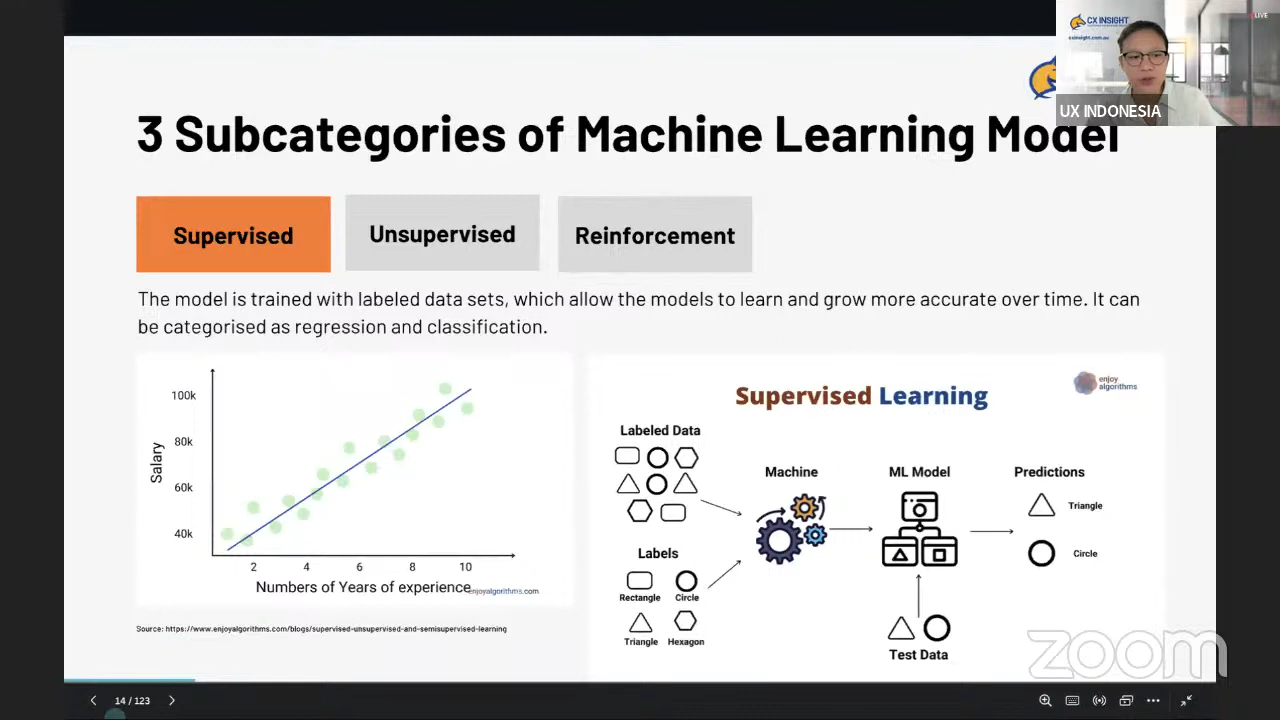 CX INSIGHT
cxinsight.com.au
LIVE
UX INDONESIA
3 Subcategories of Machine Learning Model
Supervised
Unsupervised
Reinforcement
The model is trained with labeled data sets, which allow the models to learn and grow more accurate over time. It can
be categorised as regression and classification.
100k
80k
60k
40k
Salary
2
4
6
8
10
Numbers of Years of experience
enjoyalgorithms.com
Source: https://www.enjoyalgorithms.com/blogs/supervised-unsupervised-and-semisupervised-learning
enjoy
algorithms
Supervised Learning
Labeled Data
Machine
ML Model
Predictions
Triangle
Circle
Labels
Rectangle
Circle
Triangle
Hexagon
Test Data
zoom
14 / 123